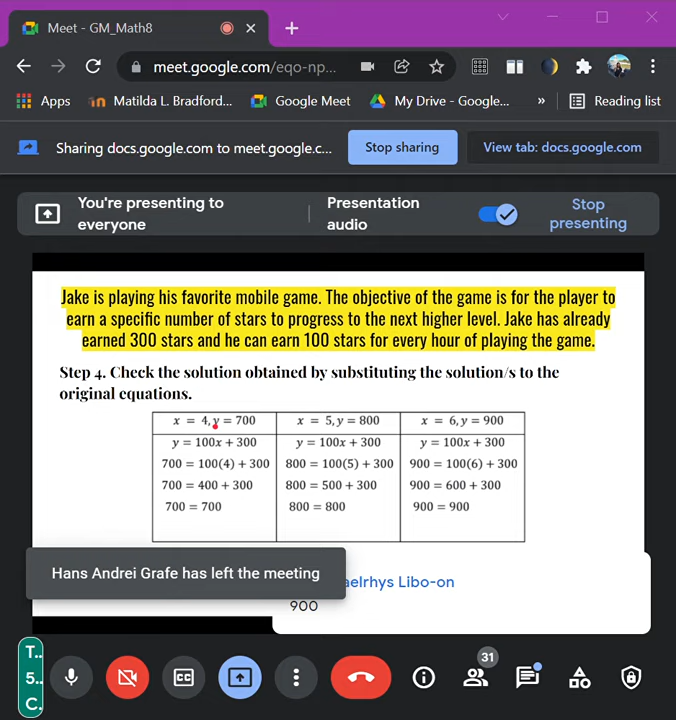 Meet - GM_Math8
meet.google.com/eqo-np...
Apps
Matilda L. Bradford...
Google Meet
My Drive - Google...
»
Reading list
Sharing docs.google.com to meet.google.c...
Stop sharing
View tab: docs.google.com
You're presenting to
everyone
Presentation
audio
Stop
presenting
Jake is playing his favorite mobile game. The objective of the game is for the player to
earn a specific number of stars to progress to the next higher level. Jake has already
earned 300 stars and he can earn 100 stars for every hour of playing the game.
Step 4. Check the solution obtained by substituting the solution/s to the
original equations.
x = 4, y = 700
x = 5, y = 800
x = 6, y = 900
y = 100x + 300
y = 100x + 300
y = 100x + 300
700 = 100(4) + 300
800 = 100(5) + 300
900 = 100(6) + 300
700 = 400 + 300
800 = 500 + 300
900 = 600 + 300
700 = 700
800 = 800
900 = 900
Hans Andrei Grafe has left the meeting
aelrhys Libo-on
900
T..
5..
C.
CC
31